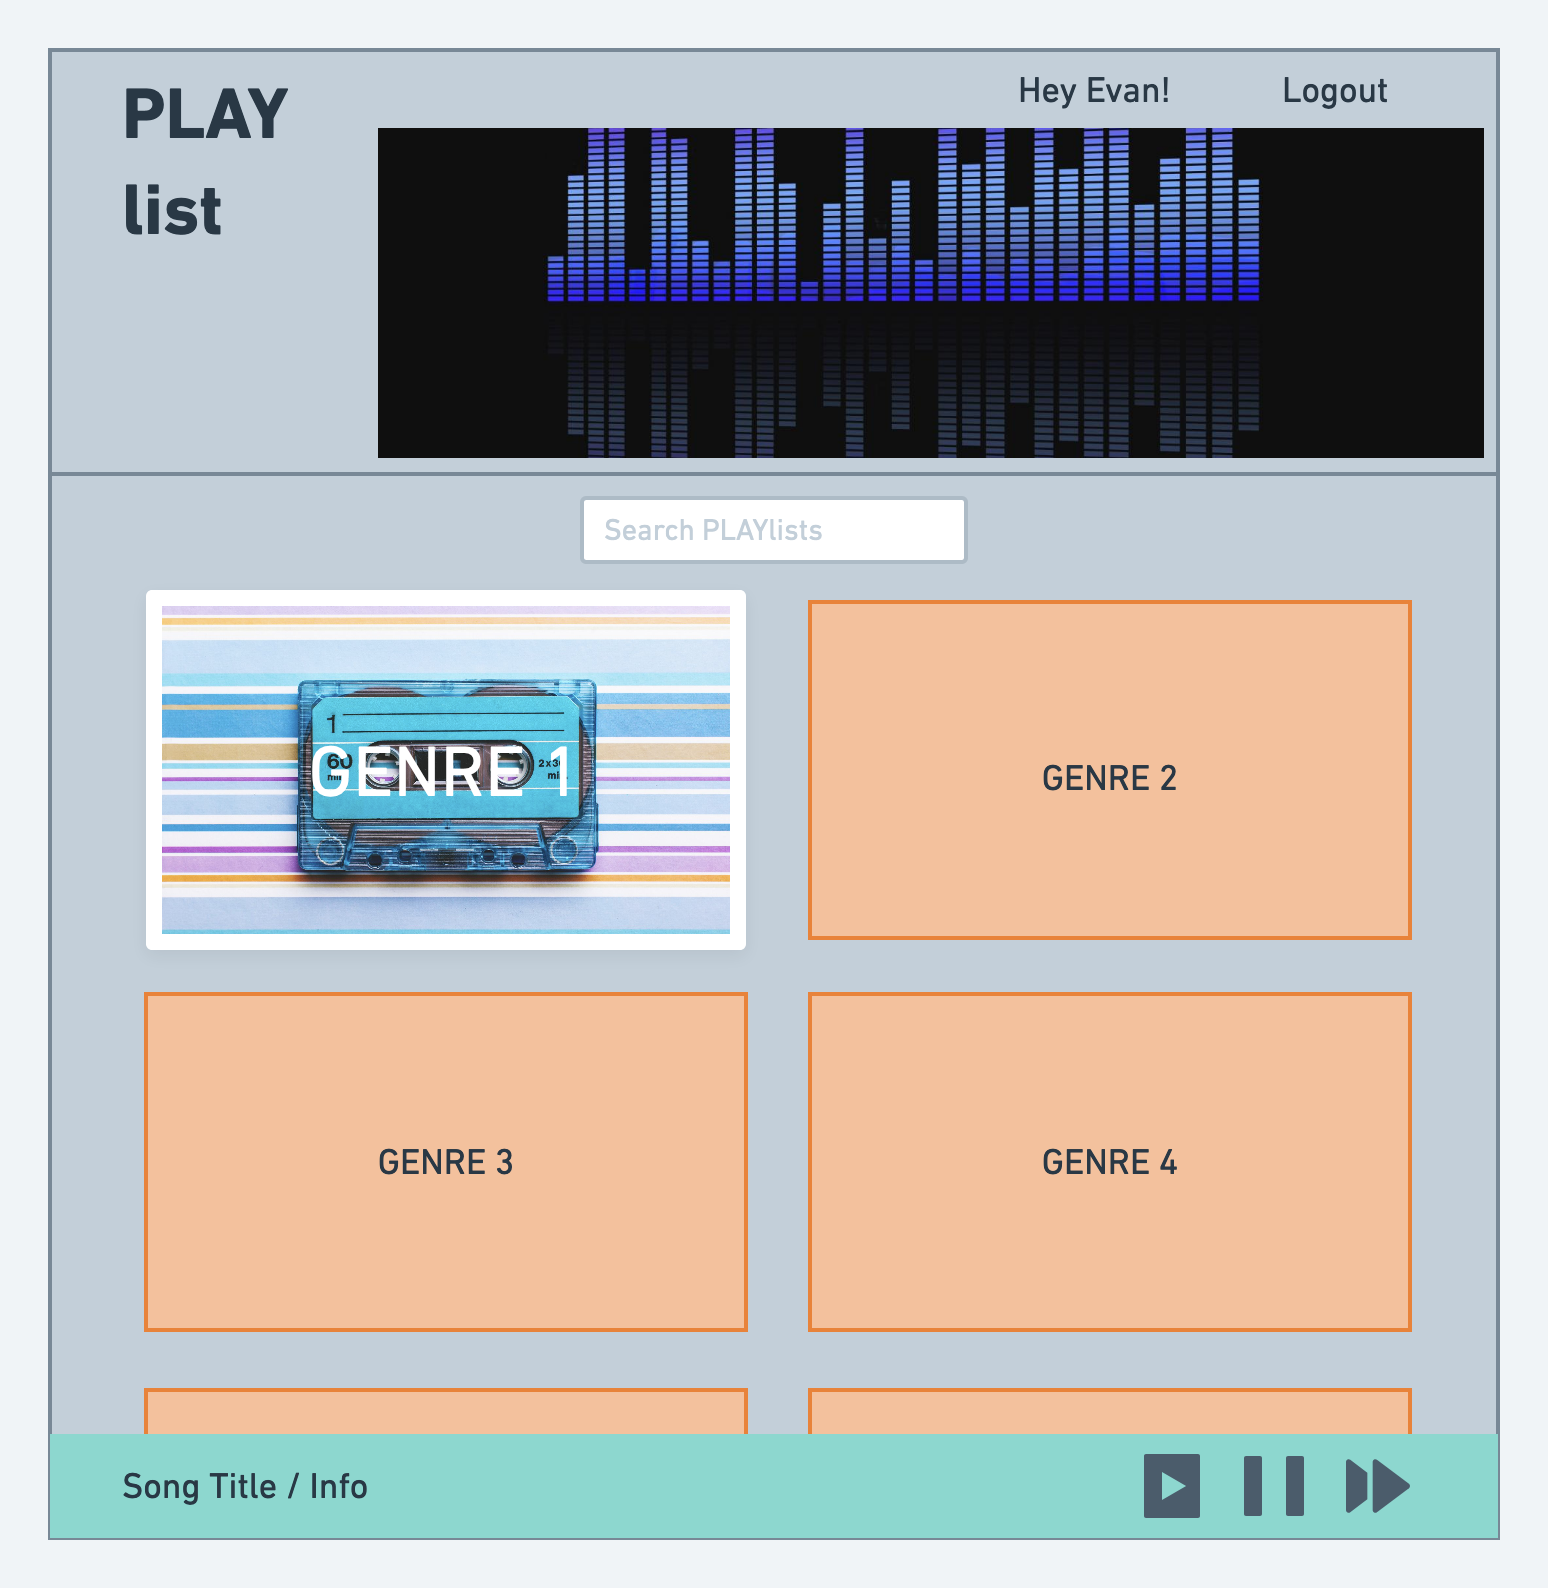 PLAY
list
Hey Evan!
Logout
Search PLAYlists
1
60
GENRE 1
GENRE 2
GENRE 3
GENRE 4
Song Title / Info